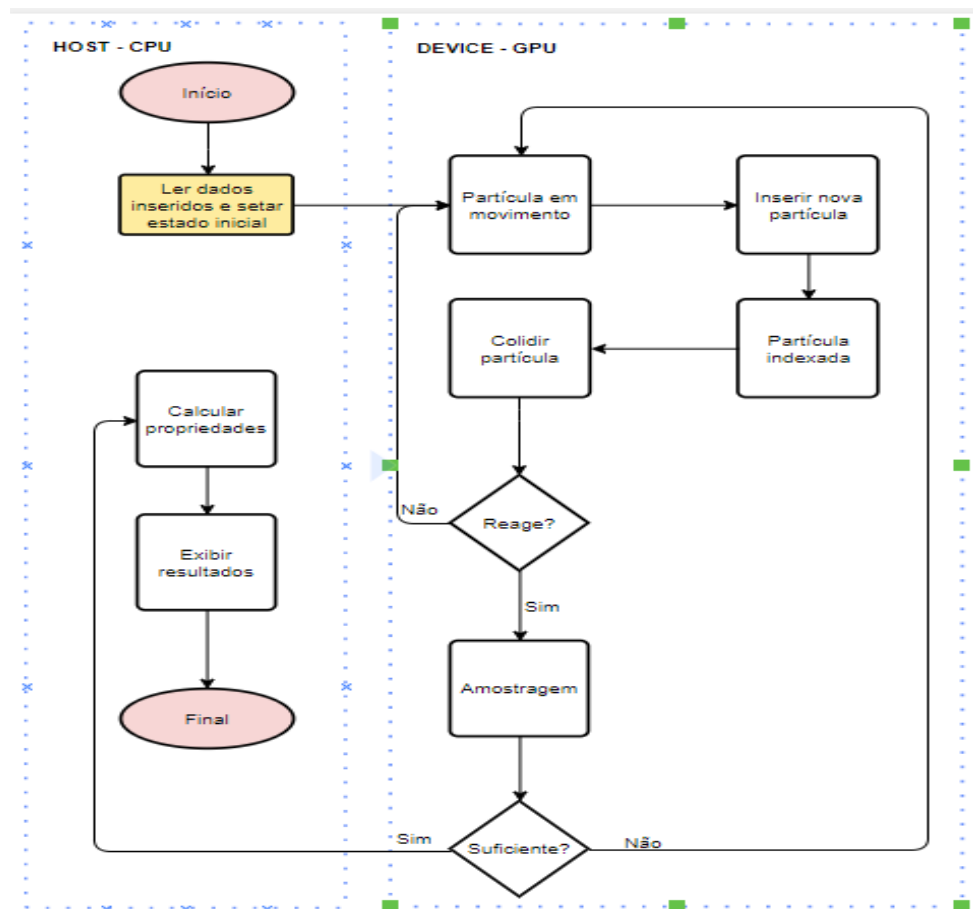 HOST - CPU
DEVICE - GPU
Início
Ler dados
inseridos e setar
estado inicial
Partícula em
movimento
Inserir nova
partícula
Colidir
partícula
Partícula
indexada
Calcular
propriedades
Não
Reage?
Exibir
resultados
Sim
Amostragem
Final
Sim
Suficiente?
Não